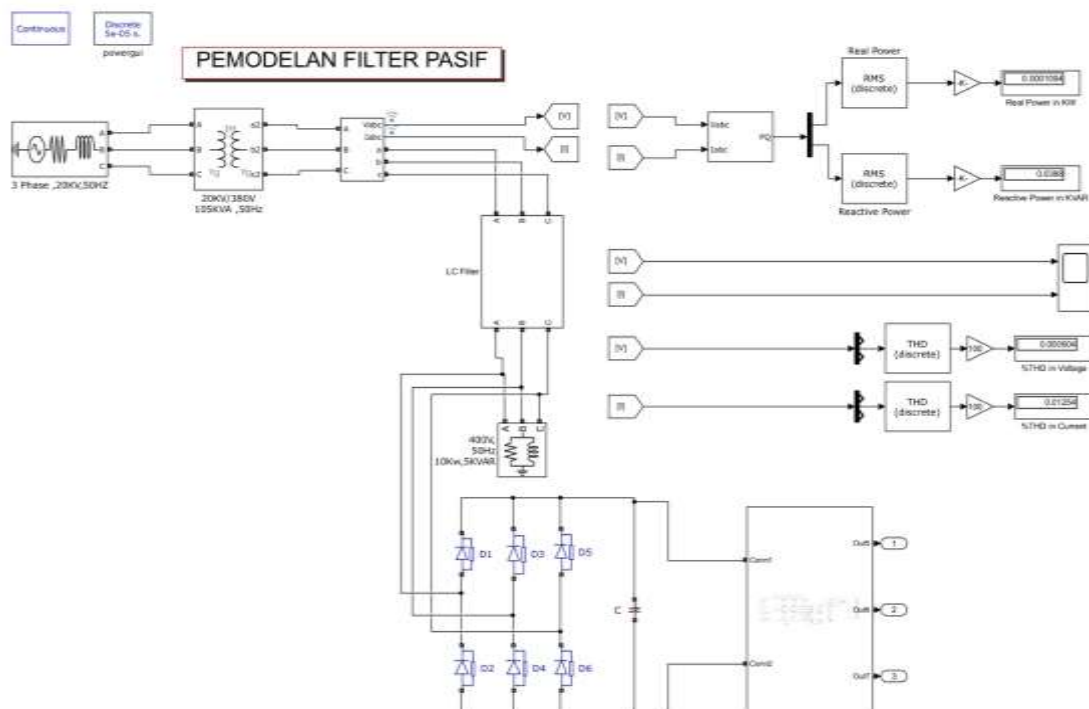 Continuous
Discrete
5e-05 s.
powergui
PEMODELAN FILTER PASIF
A
B
C
3 Phase ,20KV,50HZ
A
B
C
a2
b2
c2
20KV/380V
105KVA ,50Hz
A
B
C
Vabc
Iabc
a
b
c
[V]
[I]
[V]
[I]
Vabc
Iabc
PQ
Real Power
RMS
(discrete)
-K-
0.0001094
Real Power in KW
RMS
(discrete)
Reactive Power
-K-
0.0388
Reactive Power in KVAR
A
B
C
LC Filter
A
B
C
[V]
[I]
[V]
THD
(discrete)
100
0.000604
%THD in Voltage
[I]
THD
(discrete)
100
0.01254
%THD in Current
A
B
C
400V,
50Hz
10Kw,5KVAR
D1
D3
D5
C
Conn1
Out5
1
Out6
2
D2
D4
D6
Conn2
Out7
3